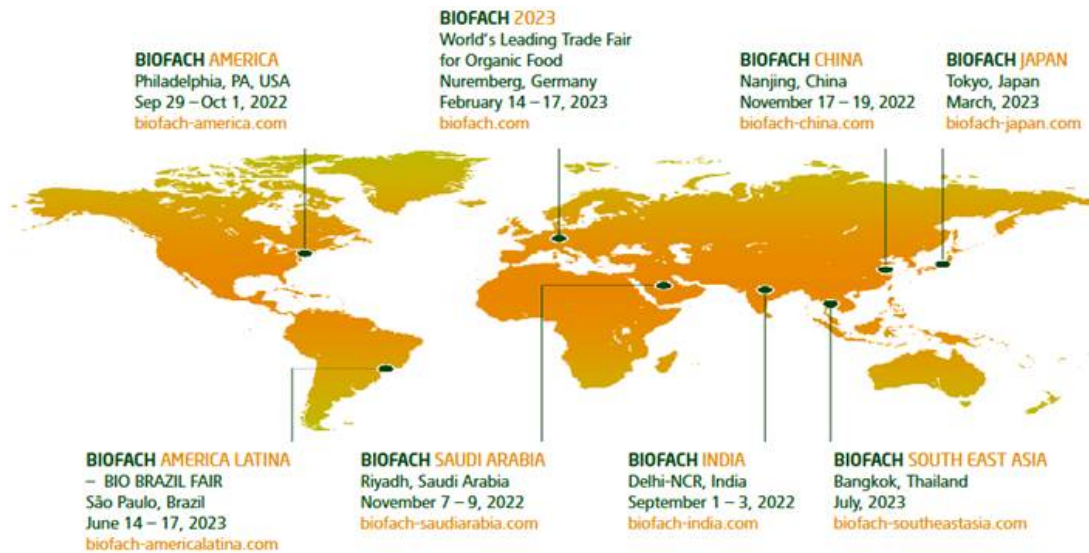 BIOFACH AMERICA
Philadelphia, PA, USA
Sep 29 – Oct 1, 2022
biofach-america.com
BIOFACH 2023
World's Leading Trade Fair
for Organic Food
Nuremberg, Germany
February 14 – 17, 2023
biofach.com
BIOFACH CHINA
Nanjing, China
November 17 – 19, 2022
biofach-china.com
BIOFACH JAPAN
Tokyo, Japan
March, 2023
biofach-japan.com
BIOFACH AMERICA LATINA
– BIO BRAZIL FAIR
São Paulo, Brazil
June 14 – 17, 2023
biofach-americalatina.com
BIOFACH SAUDI ARABIA
Riyadh, Saudi Arabia
November 7 – 9, 2022
biofach-saudiarabia.com
BIOFACH INDIA
Delhi-NCR, India
September 1 – 3, 2022
biofach-india.com
BIOFACH SOUTH EAST ASIA
Bangkok, Thailand
July, 2023
biofach-southeastasia.com